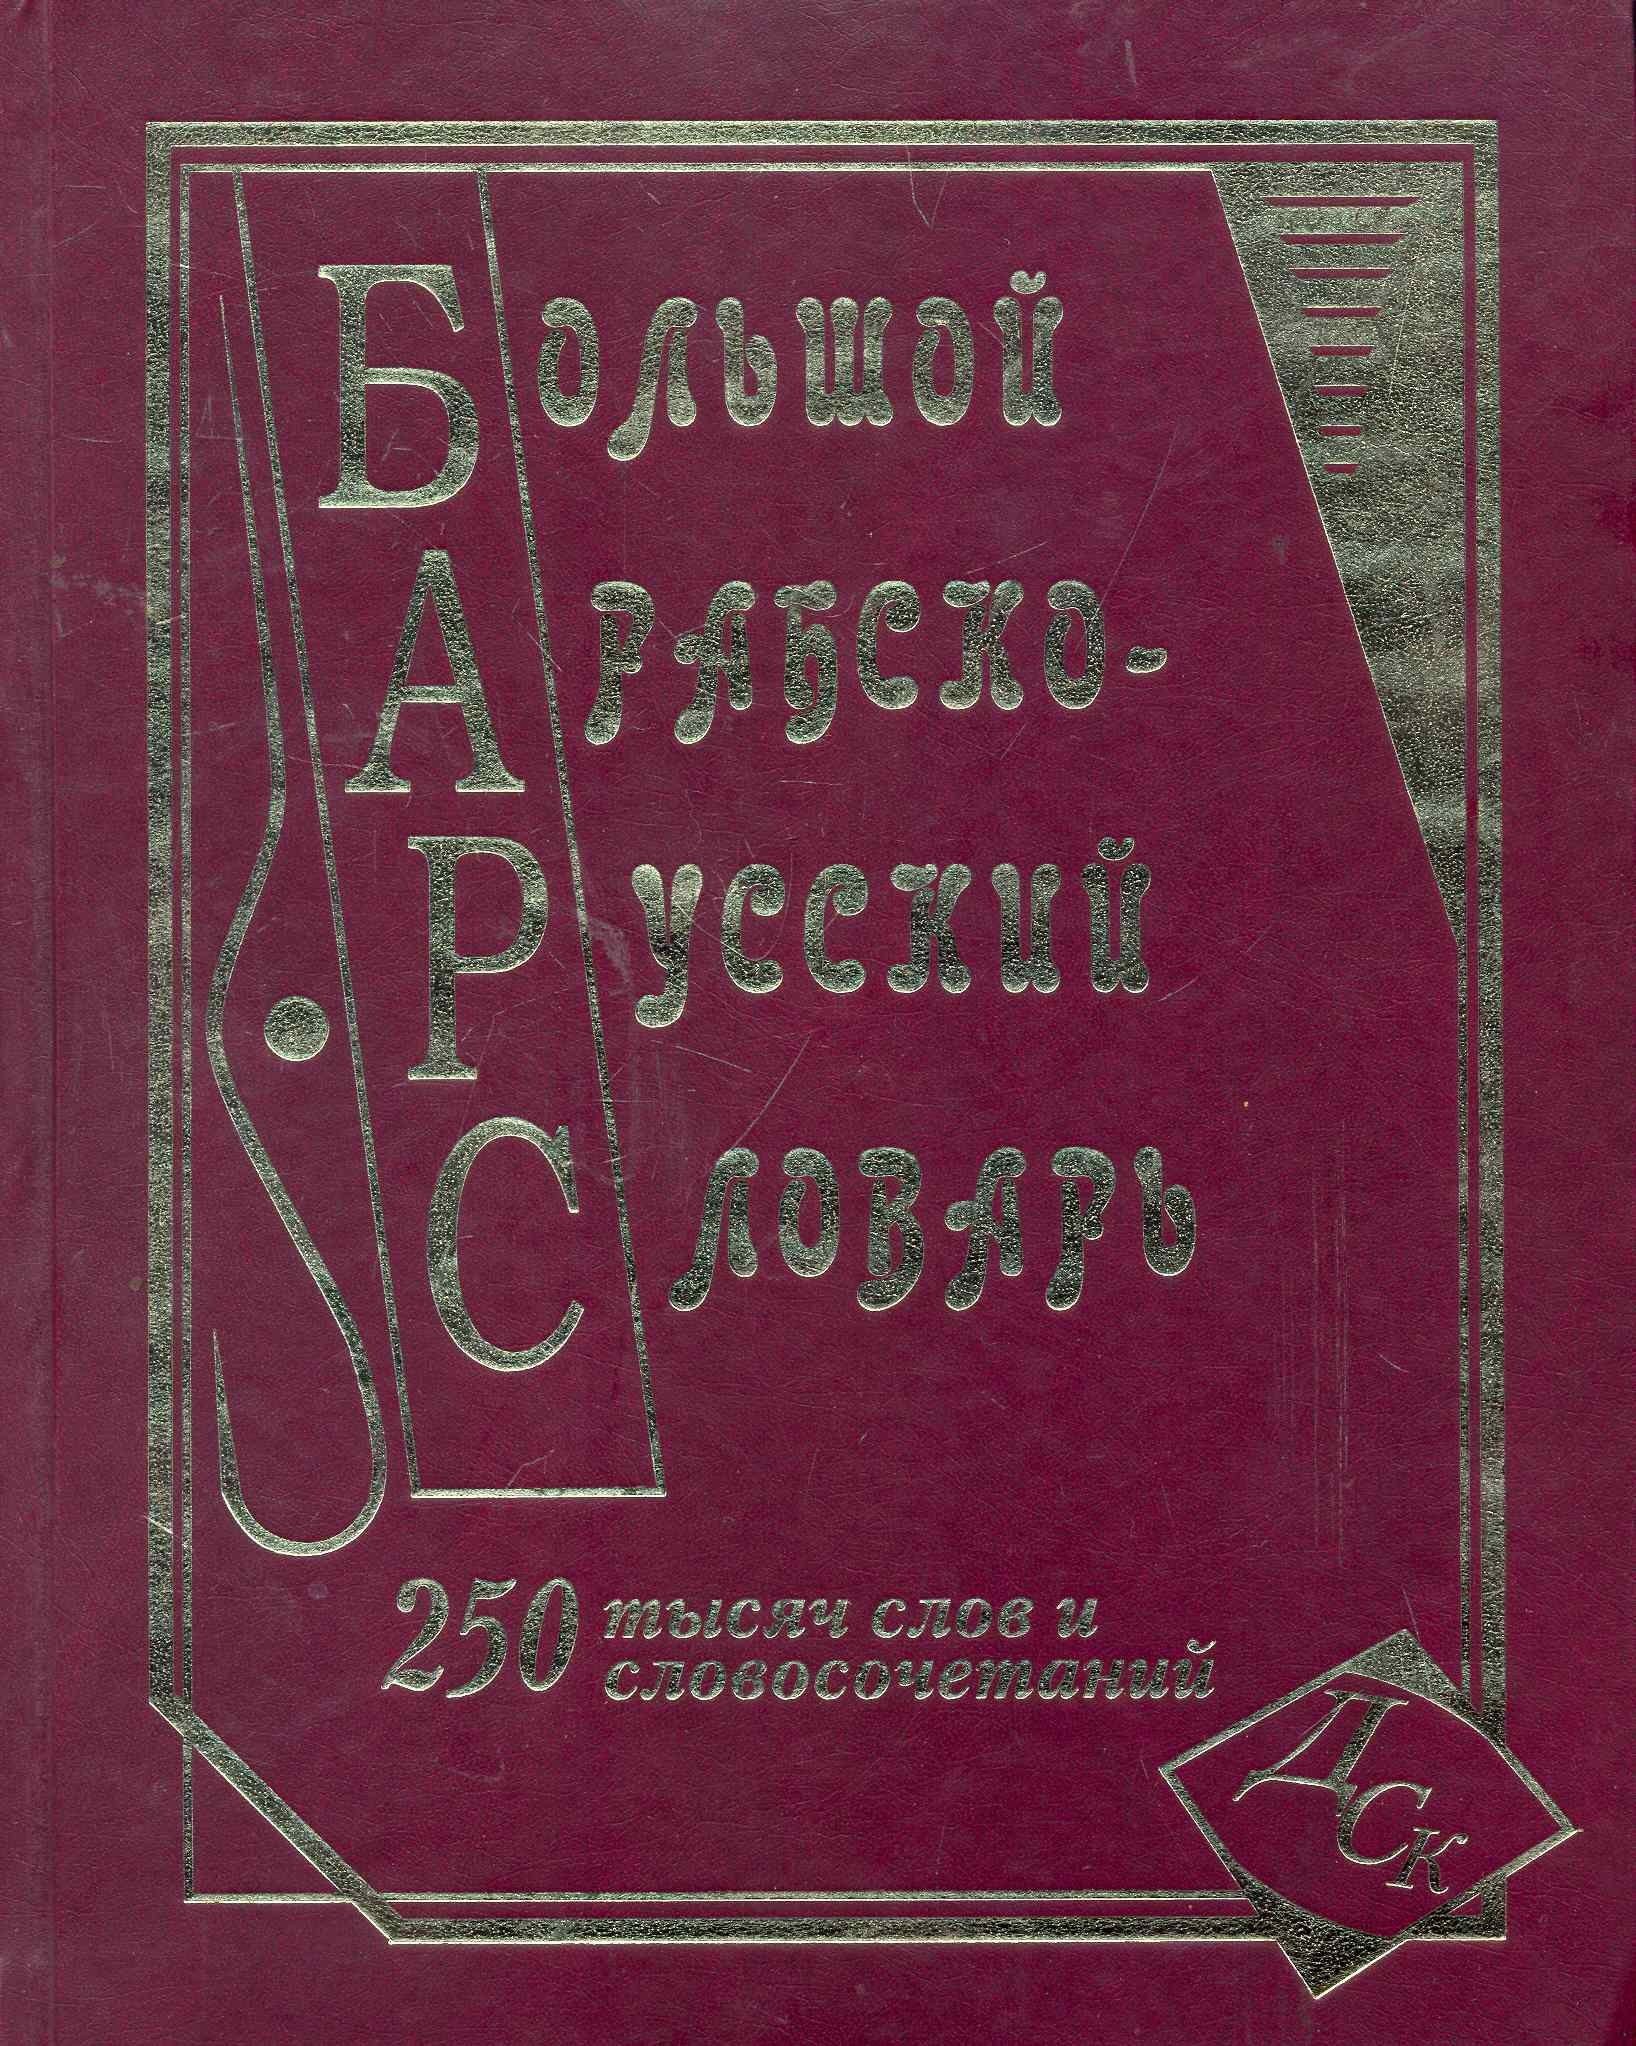 Большой
Арабско-
Русский
Словарь
250 тысяч слов и
словосочетаний
ДСК